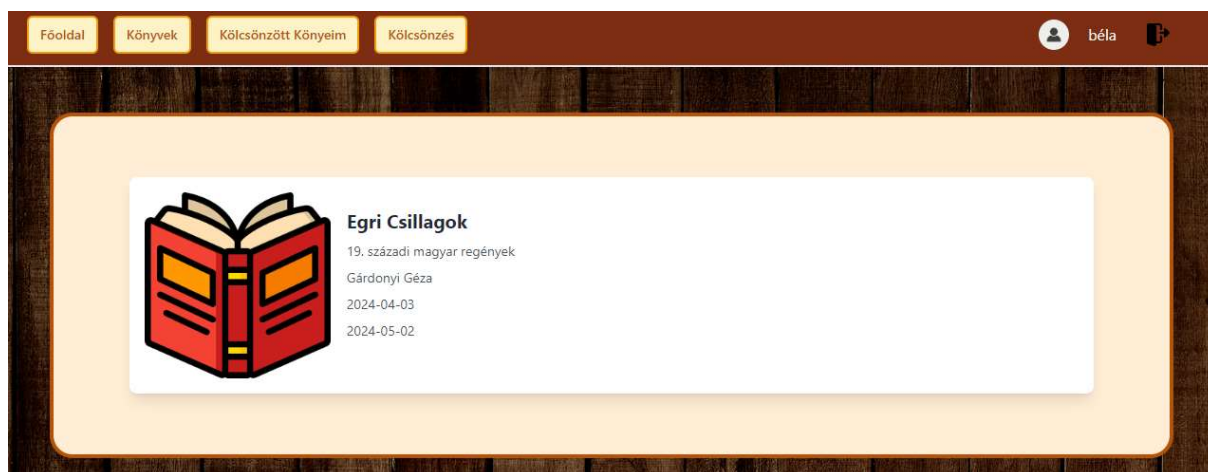 Főoldal
Könyvek
Kölcsönzött Könyeim
Kölcsönzés
béla
Egri Csillagok
19. századi magyar regények
Gárdonyi Géza
2024-04-03
2024-05-02